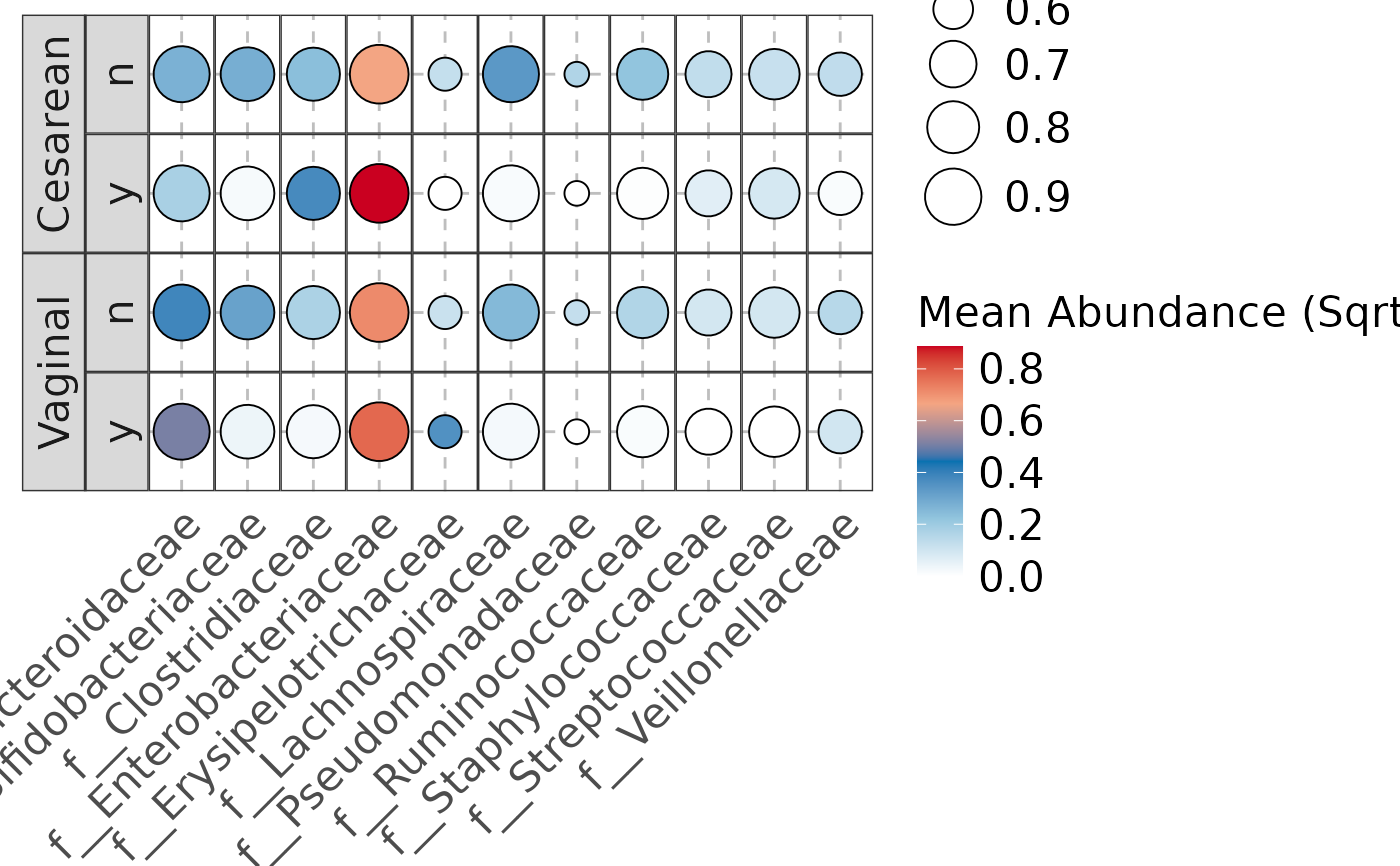 Cesarean
n
y
Vaginal
n
y
f__Clostridiaceae
f__Enterobacteriaceae
f__Erysipelotrichaceae
f__Lachnospiraceae
f__Pseudomonadaceae
f__Ruminococcaceae
f__Staphylococcaceae
f__Streptococcaceae
f__Veillonellaceae
0.6
0.7
0.8
0.9
Mean Abundance (Sqrt
0.8
0.6
0.4
0.2
0.0